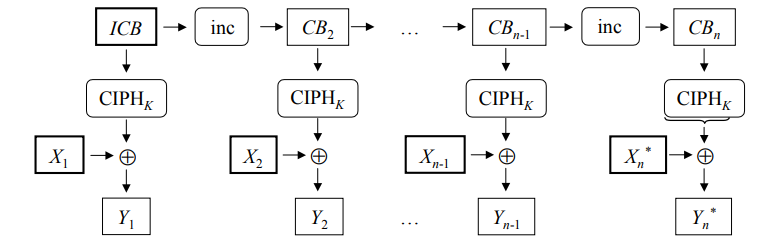 ICB inc CB2 ... CBn-1 inc CBn
CIPHK CIPHK CIPHK CIPHK
X1 ⊕ X2 ⊕ Xn-1 ⊕ Xn* ⊕
Y1 Y2 ... Yn-1 Yn*